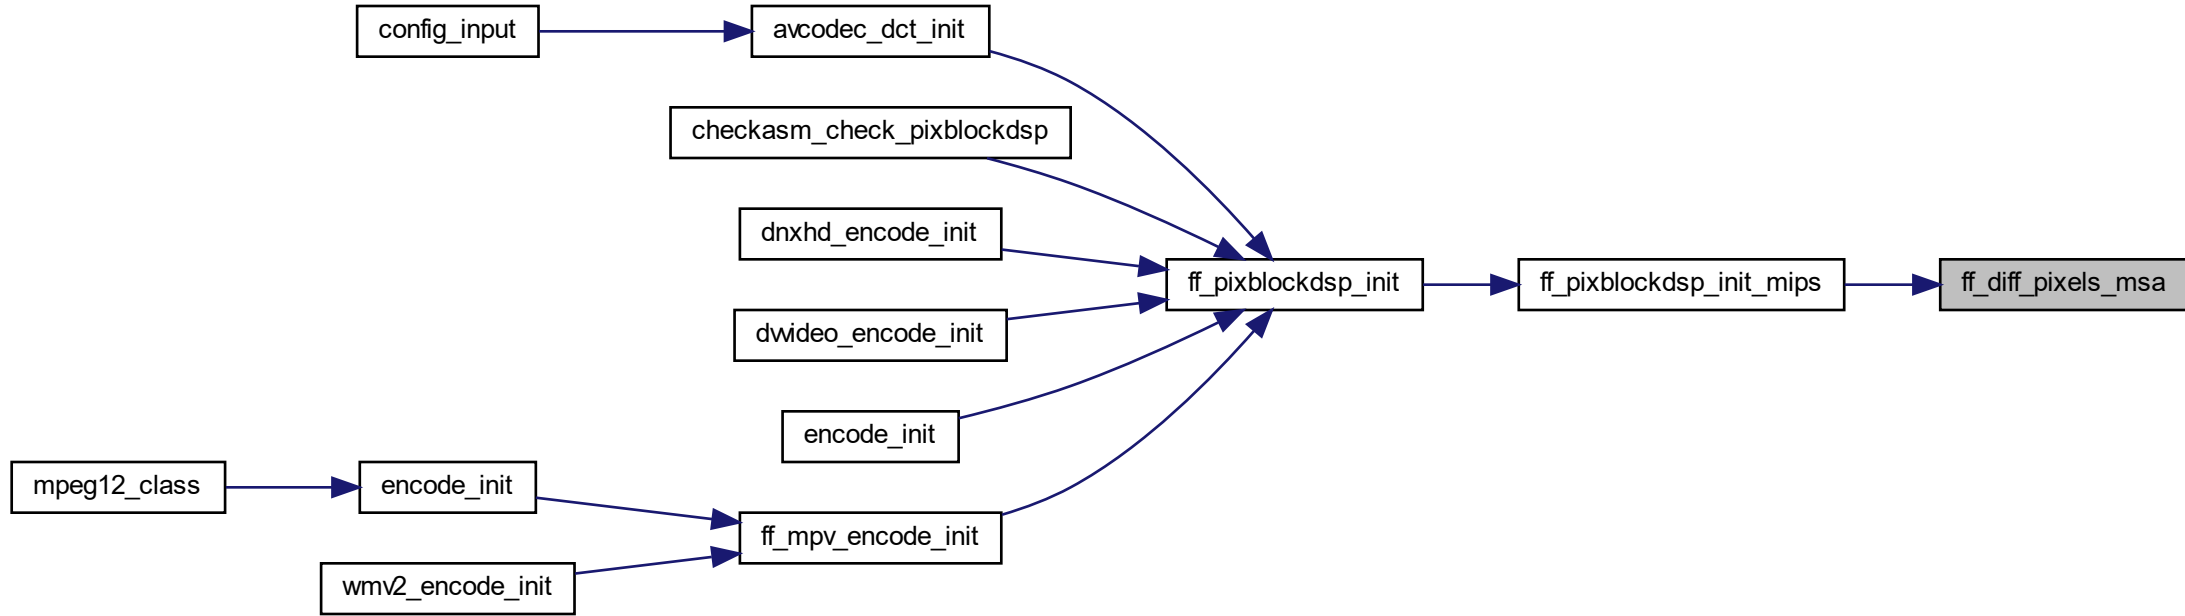 config_input
avcodec_dct_init
checkasm_check_pixblockdsp
dnxhd_encode_init
ff_pixblockdsp_init
ff_pixblockdsp_init_mips
ff_diff_pixels_msa
dvvideo_encode_init
encode_init
mpeg12_class
encode_init
ff_mpv_encode_init
wmv2_encode_init